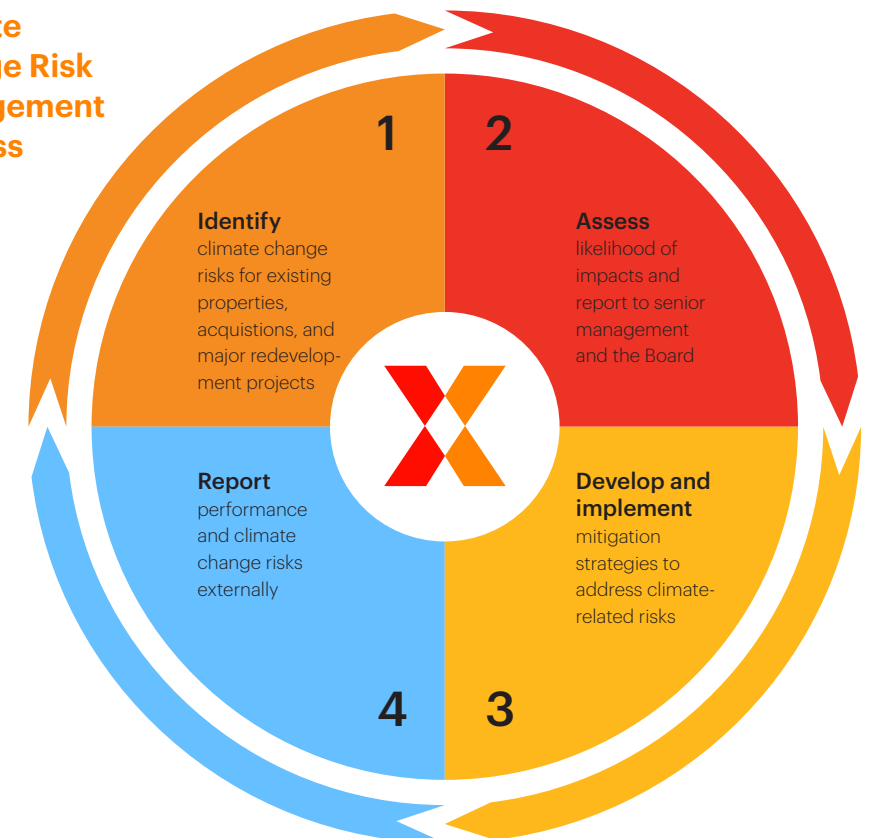 te
ge Risk
gement
ss
1
Identify
climate change
risks for existing
properties,
acquistions, and
major redevelop-
ment projects
2
Assess
likelihood of
impacts and
report to senior
management
and the Board
3
Develop and
implement
mitigation
strategies to
address climate-
related risks
4
Report
performance
and climate
change risks
externally